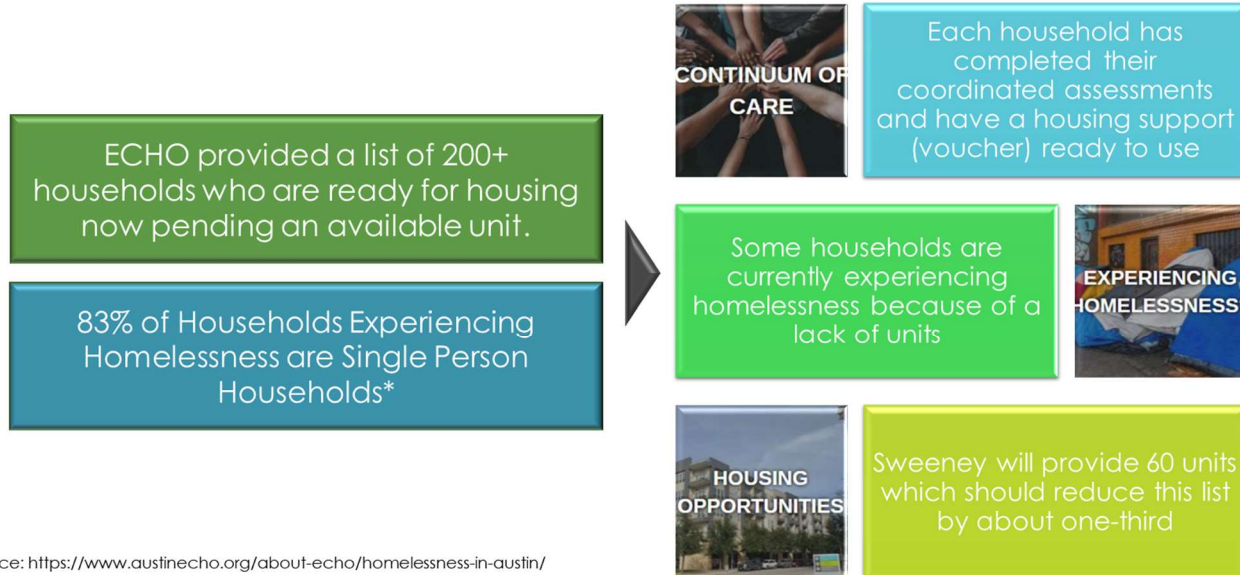 ECHO provided a list of 200+
households who are ready for housing
now pending an available unit.
83% of Households Experiencing
Homelessness are Single Person
Households*
CONTINUUM OF
CARE
Each household has
completed their
coordinated assessments
and have a housing support
(voucher) ready to use
Some households are
currently experiencing
homelessness because of a
lack of units
EXPERIENCING
HOMELESSNESS
HOUSING
OPPORTUNITIES
Sweeney will provide 60 units
which should reduce this list
by about one-third
ce: https://www.austinecho.org/about-echo/homelessness-in-austin/